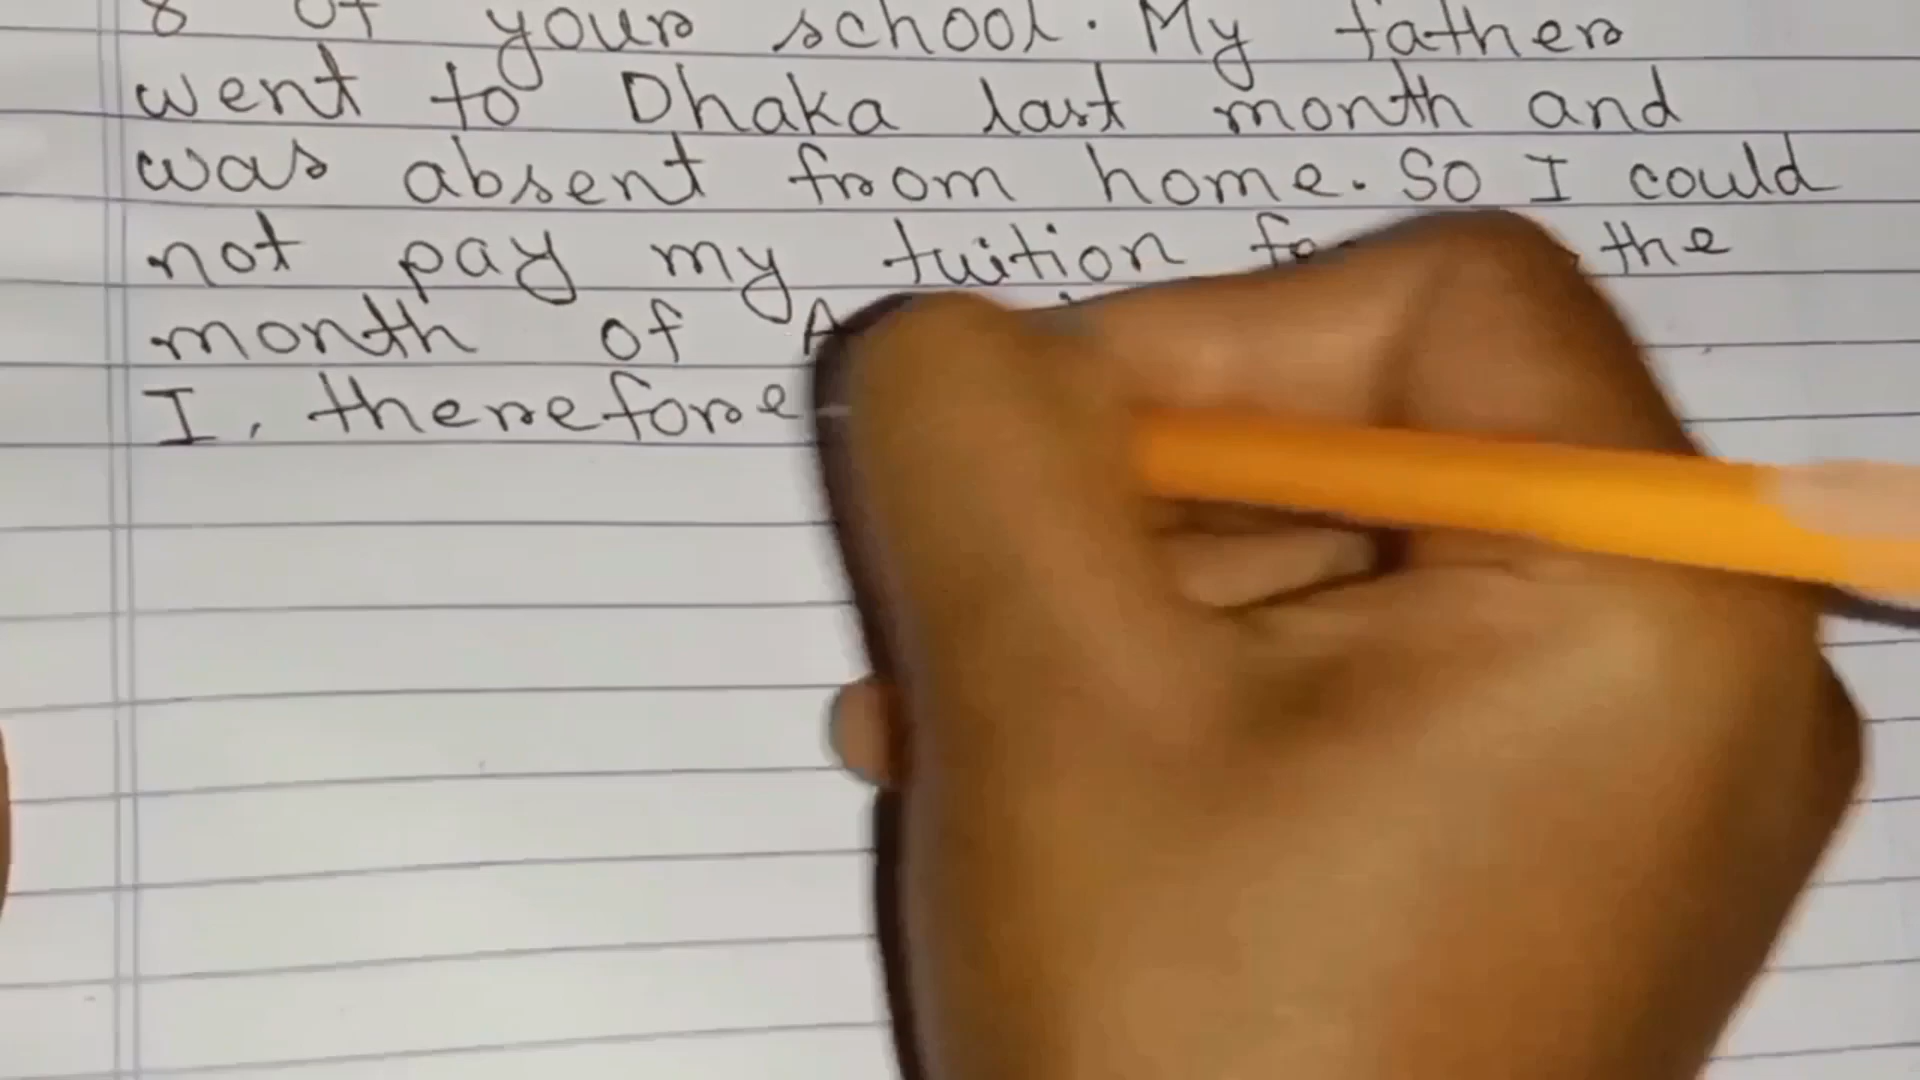 8 of your school. My father
went to Dhaka last month and
was absent from home. So I could
not pay my tuition the
month of
I, therefore